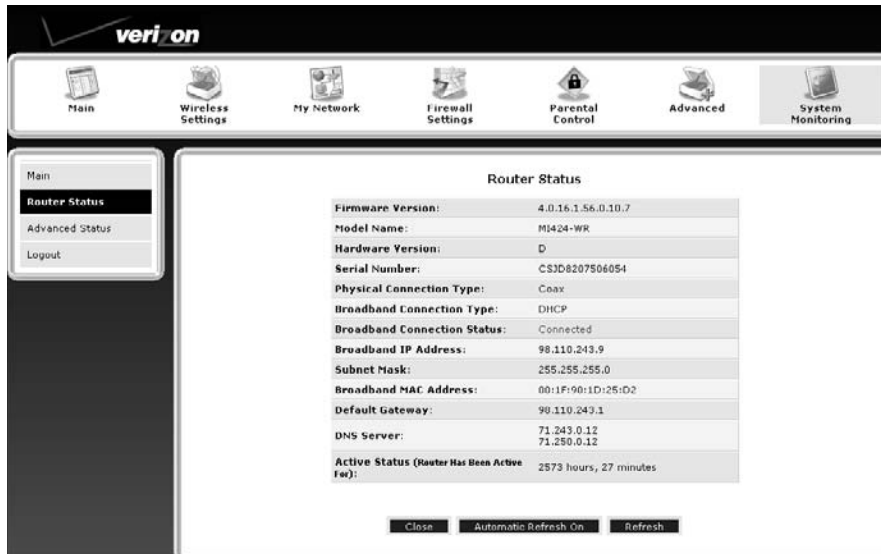 verizon
Main
Wireless
Settings
My Network
Firewall
Settings
Parental
Control
Advanced
System
Monitoring
Main
Router Status
Advanced Status
Logout
Router Status
Firmware Version: 4.0.16.1.56.0.10.7
Model Name: MI424-WR
Hardware Version: D
Serial Number: CSJD8207506054
Physical Connection Type: Coax
Broadband Connection Type: DHCP
Broadband Connection Status: Connected
Broadband IP Address: 98.110.243.9
Subnet Mask: 255.255.255.0
Broadband MAC Address: 00:1F:90:1D:25:D2
Default Gateway: 98.110.243.1
DNS Server: 71.243.0.12
71.250.0.12
Active Status (Router Has Been Active
For): 2573 hours, 27 minutes
Close Automatic Refresh On Refresh